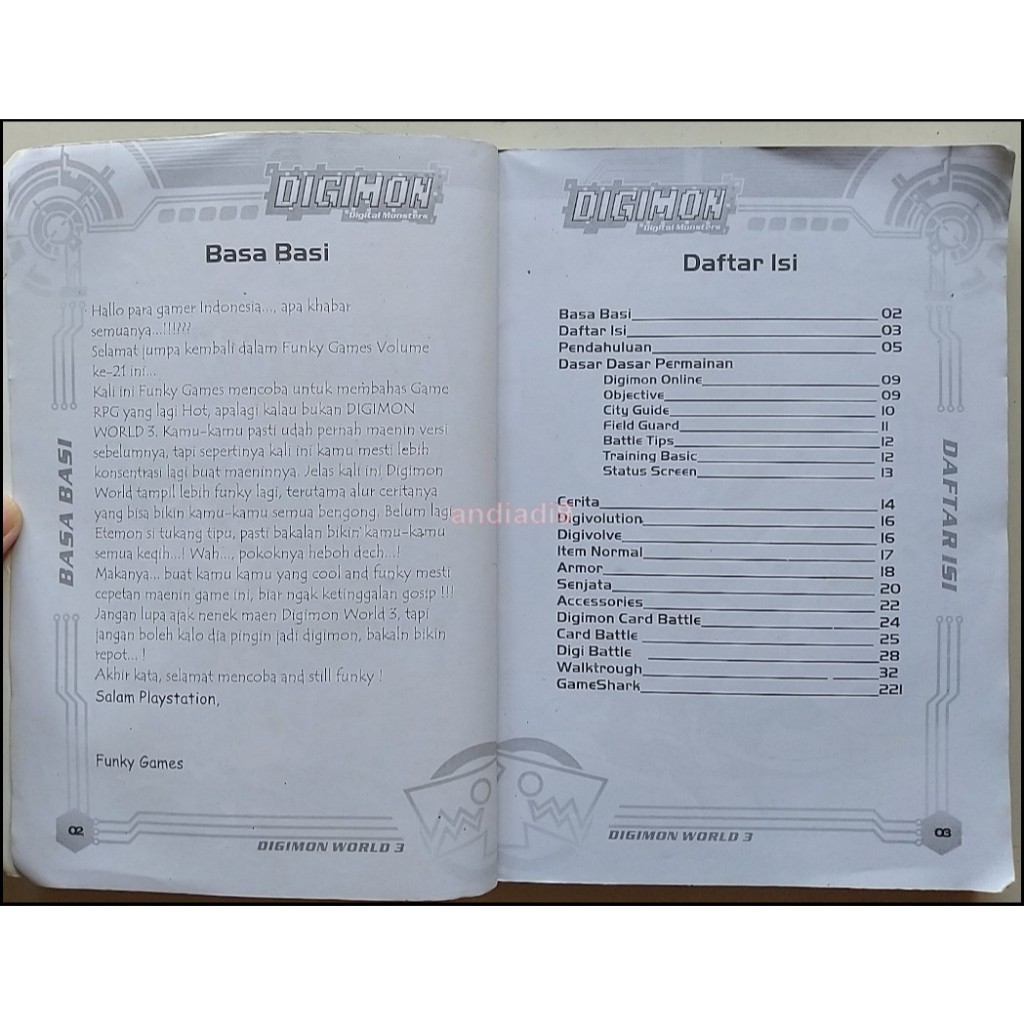 DIGIMON
Digital Monsters
Basa Basi
Hallo para gamer Indonesia..., apa khabar
semuanya...!!!???
Selamat jumpa kembali dalam Funky Games Volume
ke-21 ini...
Kali ini Funky Games mencoba untuk membahas Game
RPG yang lagi Hot, apalagi kalau bukan DIGIMON
WORLD 3. Kamu-kamu pasti udah pernah maenin versi
sebelumnya, tapi sepertinya kali ini kamu mesti lebih
konsentrasi lagi buat maeninnya. Jelas kali ini Digimon
World tampil lebih funky lagi, terutama alur ceritanya
yang bisa bikin kamu-kamu semua bengong. Belum lagi
Etemon si tukang tipu, pasti bakalan bikin kamu-kamu
semua keqih...! Wah..., pokoknya heboh dech...!
Makanya... buat kamu kamu yang cool and funky mesti
cepetan maenin game ini, biar ngak ketinggalan gosip !!!
Jangan lupa ajak nenek maen Digimon World 3, tapi
jangan boleh kalo dia pingin jadi digimon, bakaln bikin
repot... !
Akhir kata, selamat mencoba and still funky !
Salam Playstation,
Funky Games
BASA BASI
02
DIGIMON WORLD 3
DIGIMON
Digital Monsters
Daftar Isi
Basa Basi 02
Daftar Isi 03
Pendahuluan 05
Dasar Dasar Permainan
Digimon Online 09
Objective 09
City Guide 10
Field Guard 11
Battle Tips 12
Training Basic 12
Status Screen 13
Cerita 14
Digivolution 16
Digivolve 16
Item Normal 17
Armor 18
Senjata 20
Accessories 22
Digimon Card Battle 24
Card Battle 25
Digi Battle 28
Walktrough 32
GameShark 221
DAFTAR ISI
DIGIMON WORLD 3
03